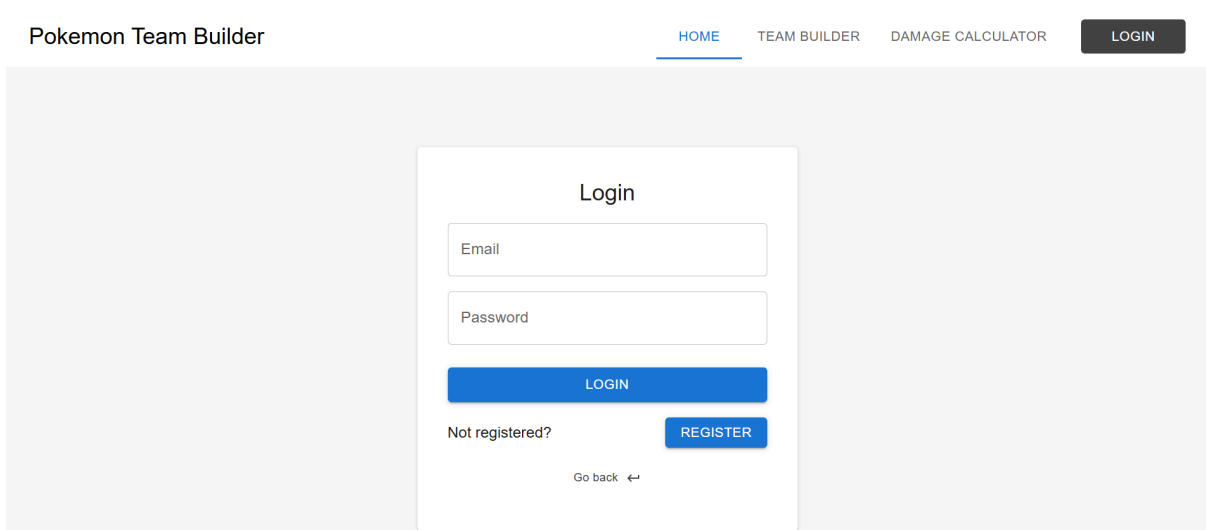 Pokemon Team Builder HOME TEAM BUILDER DAMAGE CALCULATOR LOGIN
Login
Email
Password
LOGIN
Not registered? REGISTER
Go back